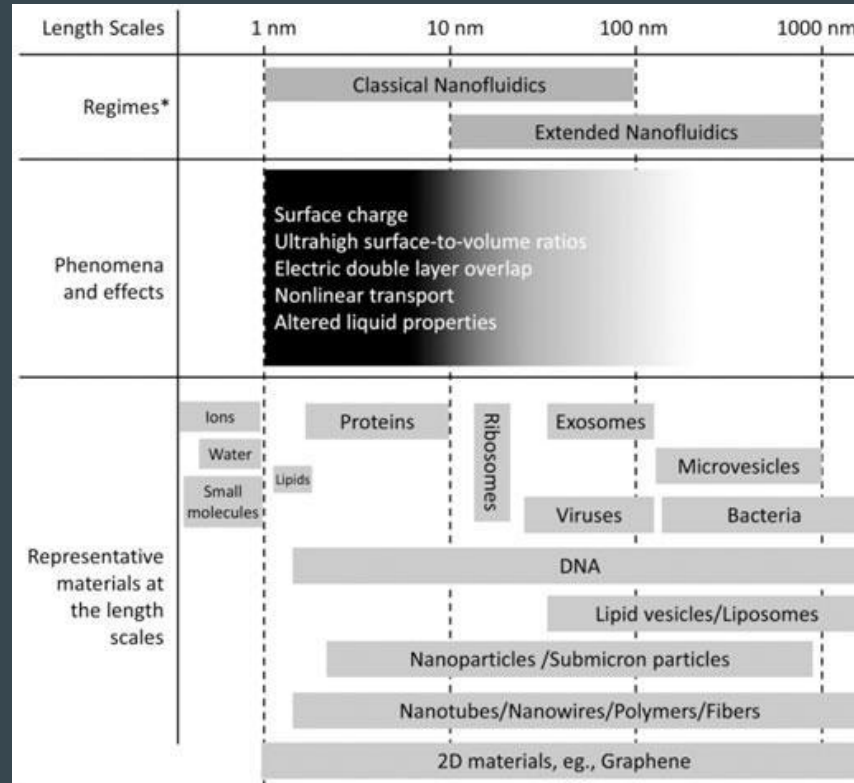 Length Scales 1 nm 10 nm 100 nm 1000 nm
Regimes*
Classical Nanofluidics
Extended Nanofluidics
Phenomena
and effects
Surface charge
Ultrahigh surface-to-volume ratios
Electric double layer overlap
Nonlinear transport
Altered liquid properties
Representative
materials at
the length
scales
Ions
Water
Small
molecules
Lipids
Proteins
Ribosomes
Exosomes
Microvesicles
Viruses
Bacteria
DNA
Lipid vesicles/Liposomes
Nanoparticles /Submicron particles
Nanotubes/Nanowires/Polymers/Fibers
2D materials, eg., Graphene